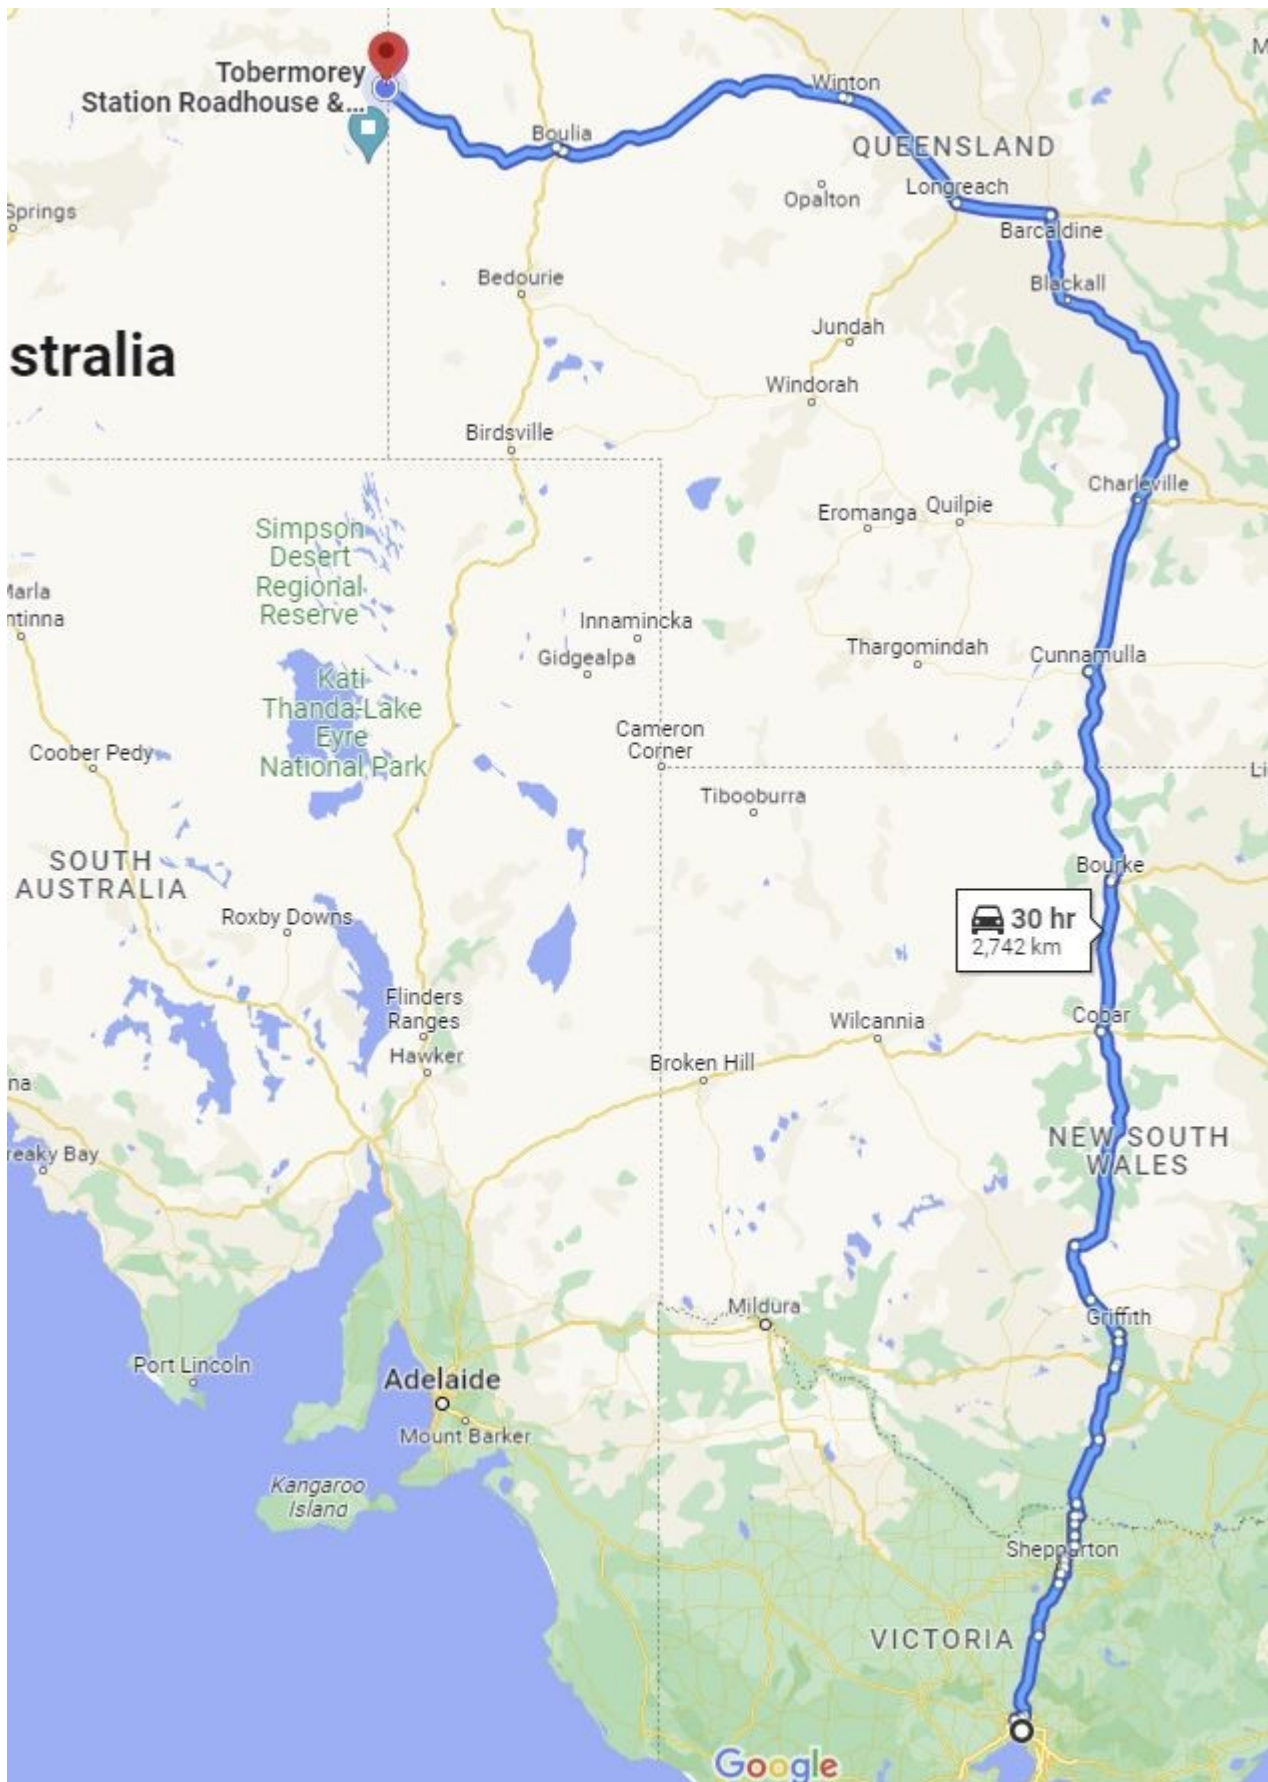 Tobermorey
Station Roadhouse &...
Winton
Boulia
QUEENSLAND
Longreach
Opalton
Springs
Barcaldine
Bedourie
Blackall
Jundah
stralia
Windorah
Birdsville
Charleville
Eromanga
Quilpie
Simpson
Desert
Regional
Reserve
Marla
ntinna
Innamincka
Gidgealpa
Thargomindah
Cunnamulla
Kati
Thanda-Lake
Eyre
National Park
Cameron
Corner
Coober Pedy
Li
Tibooburra
SOUTH
AUSTRALIA
Bourke
Roxby Downs
30 hr
2,742 km
Flinders
Ranges
Wilcannia
Cobar
Hawker
Broken Hill
na
NEW SOUTH
WALES
reaky Bay
Mildura
Griffith
Port Lincoln
Adelaide
Mount Barker
Kangaroo
Island
Shepparton
VICTORIA
Google